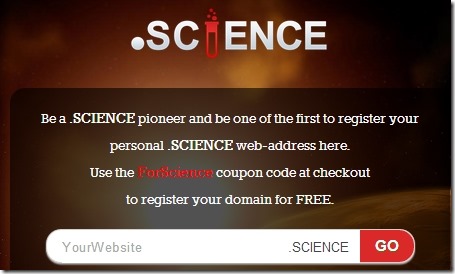 .SCIENCE
Be a .SCIENCE pioneer and be one of the first to register your
personal .SCIENCE web-address here.
Use the ForScience coupon code at checkout
to register your domain for FREE.
YourWebsite .SCIENCE GO